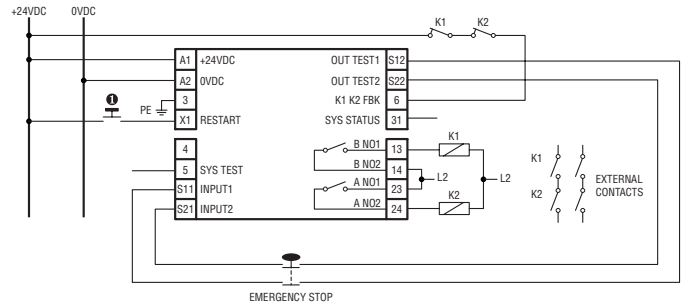 +24VDC 0VDC
K1 K2
A1 +24VDC OUT TEST1 S12
A2 0VDC OUT TEST2 S22
1
PE 3 K1 K2 FBK 6
X1 RESTART SYS STATUS 31
4 B NO1 13 K1
5 SYS TEST B NO2 14 L2 L2
S11 INPUT1 A NO1 23 K2
S21 INPUT2 A NO2 24
K1
K2
EXTERNAL
CONTACTS
EMERGENCY STOP